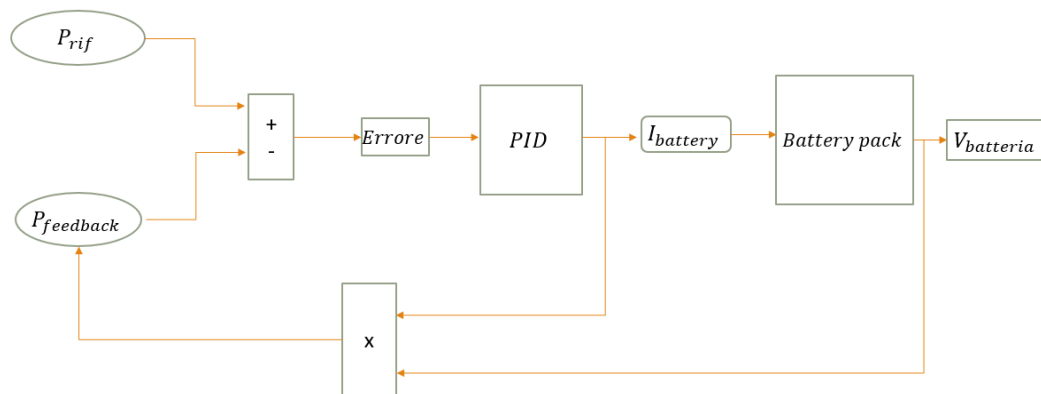 P_rif
+
-
Errore
PID
I_battery
Battery pack
V_batteria
P_feedback
x